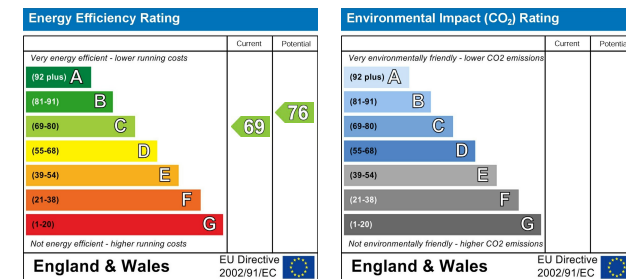 Energy Efficiency Rating
Current Potential
Very energy efficient - lower running costs
(92 plus) A
(81-91) B
(69-80) C
(55-68) D
(39-54) E
(21-38) F
(1-20) G
69
76
Not energy efficient - higher running costs
England & Wales
EU Directive
2002/91/EC
Environmental Impact (CO₂) Rating
Current Potential
Very environmentally friendly - lower CO2 emissions
(92 plus) A
(81-91) B
(69-80) C
(55-68) D
(39-54) E
(21-38) F
(1-20) G
Not environmentally friendly - higher CO2 emissions
England & Wales
EU Directive
2002/91/EC